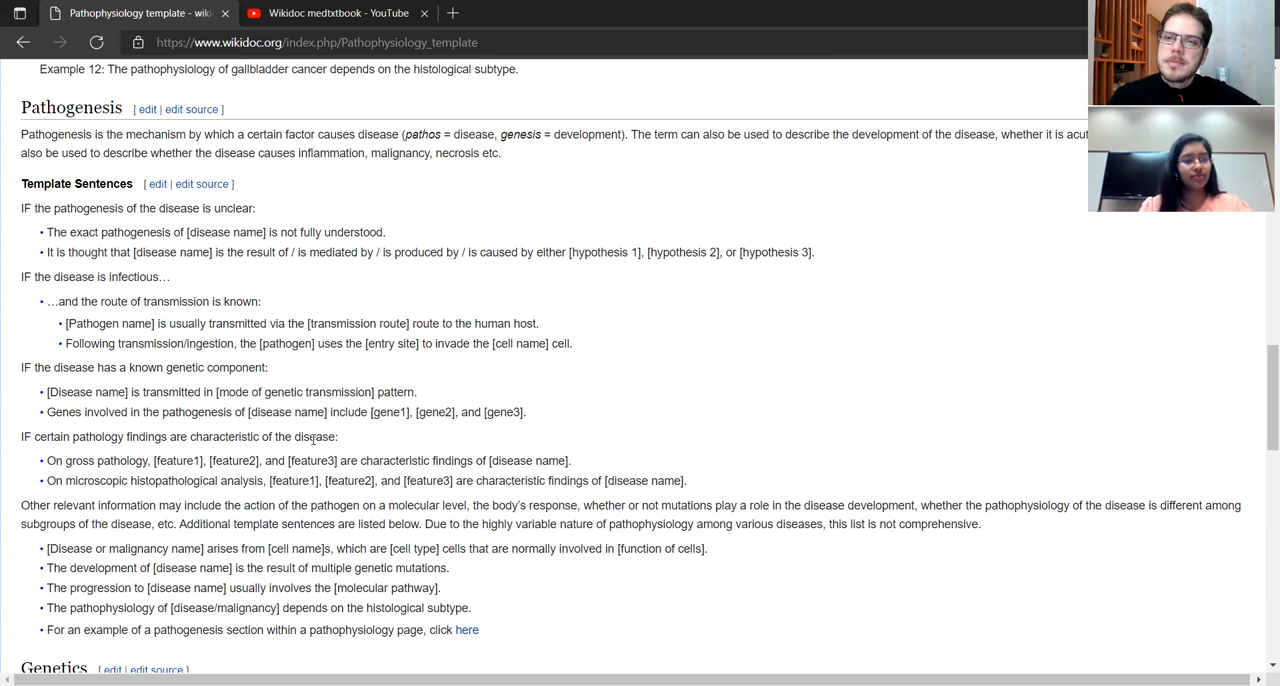 Pathophysiology template - wiki
Wikidoc medtxtbook - YouTube
https://www.wikidoc.org/index.php/Pathophysiology_template
Example 12: The pathophysiology of gallbladder cancer depends on the histological subtype.
Pathogenesis [ edit | edit source ]
Pathogenesis is the mechanism by which a certain factor causes disease (pathos = disease, genesis = development). The term can also be used to describe the development of the disease, whether it is acut
also be used to describe whether the disease causes inflammation, malignancy, necrosis etc.
Template Sentences [ edit | edit source ]
IF the pathogenesis of the disease is unclear:
• The exact pathogenesis of [disease name] is not fully understood.
• It is thought that [disease name] is the result of / is mediated by / is produced by / is caused by either [hypothesis 1], [hypothesis 2], or [hypothesis 3].
IF the disease is infectious…
• …and the route of transmission is known:
• [Pathogen name] is usually transmitted via the [transmission route] route to the human host.
• Following transmission/ingestion, the [pathogen] uses the [entry site] to invade the [cell name] cell.
IF the disease has a known genetic component:
• [Disease name] is transmitted in [mode of genetic transmission] pattern.
• Genes involved in the pathogenesis of [disease name] include [gene1], [gene2], and [gene3].
IF certain pathology findings are characteristic of the disease:
• On gross pathology, [feature1], [feature2], and [feature3] are characteristic findings of [disease name].
• On microscopic histopathological analysis, [feature1], [feature2], and [feature3] are characteristic findings of [disease name].
Other relevant information may include the action of the pathogen on a molecular level, the body's response, whether or not mutations play a role in the disease development, whether the pathophysiology of the disease is different among
subgroups of the disease, etc. Additional template sentences are listed below. Due to the highly variable nature of pathophysiology among various diseases, this list is not comprehensive.
• [Disease or malignancy name] arises from [cell name]s, which are [cell type] cells that are normally involved in [function of cells].
• The development of [disease name] is the result of multiple genetic mutations.
• The progression to [disease name] usually involves the [molecular pathway].
• The pathophysiology of [disease/malignancy] depends on the histological subtype.
• For an example of a pathogenesis section within a pathophysiology page, click here
Genetics [ edit | edit source ]